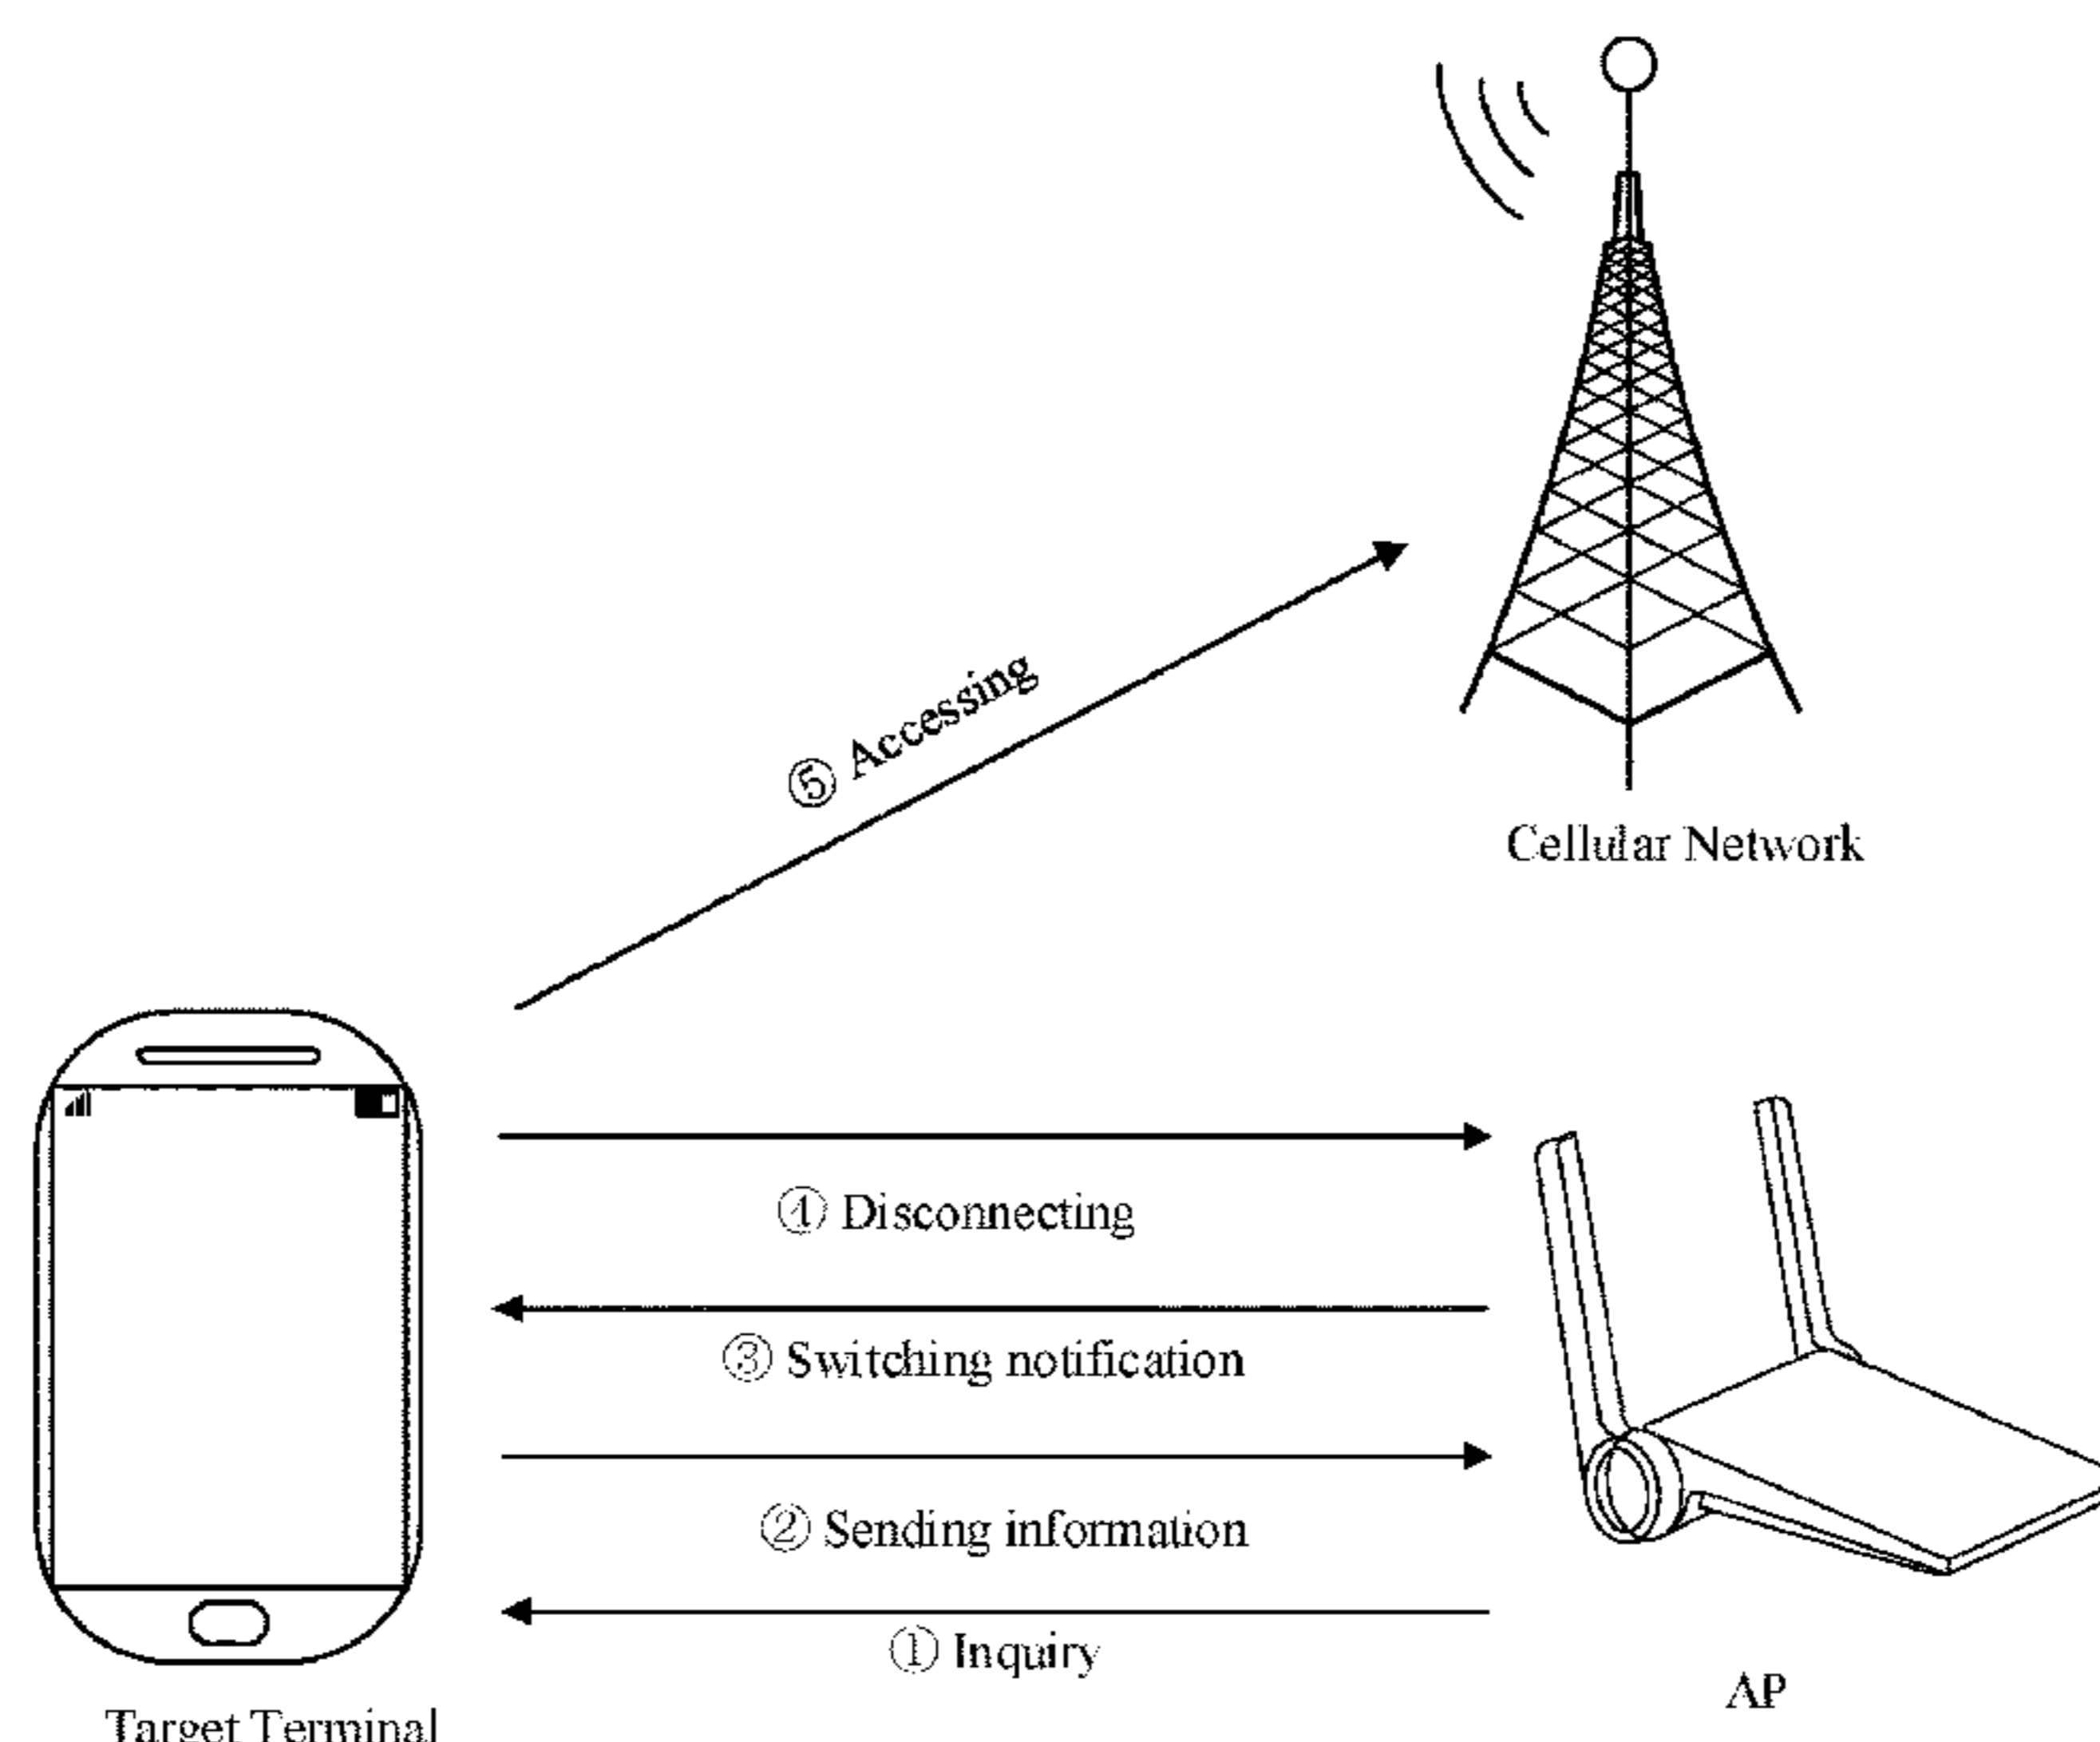 ⑤ Accessing
Cellular Network
④ Disconnecting
③ Switching notification
② Sending information
① Inquiry
AP
Target Terminal